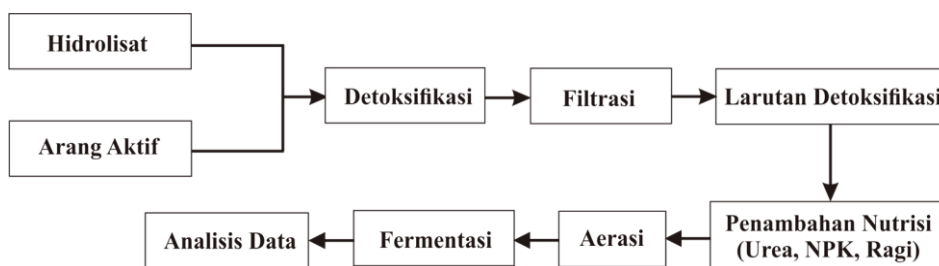 Hidrolisat
Arang Aktif
Detoksifikasi
Filtrasi
Larutan Detoksifikasi
Penambahan Nutrisi
(Urea, NPK, Ragi)
Aerasi
Fermentasi
Analisis Data